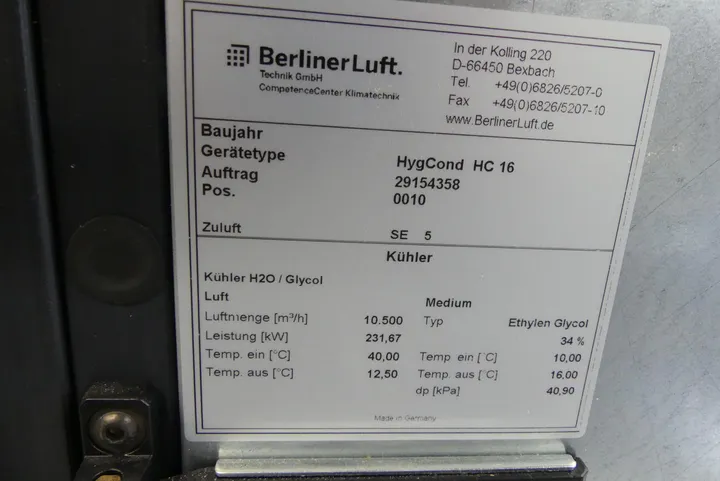 BerlinerLuft.
Technik GmbH
CompetenceCenter Klimatechnik
In der Kolling 220
D-66450 Bexbach
Tel. +49(0)6826/5207-0
Fax +49(0)6826/5207-10
www.BerlinerLuft.de
Baujahr
Gerätetype HygCond HC 16
Auftrag 29154358
Pos. 0010
Zuluft SE 5
Kühler
Kühler H2O / Glycol
Luft Medium
Luftmenge [m³/h] 10.500 Typ Ethylen Glycol
Leistung [kW] 231,67 34 %
Temp. ein [°C] 40,00 Temp. ein [°C] 10,00
Temp. aus [°C] 12,50 Temp. aus [°C] 16,00
dp [kPa] 40,90
Made in Germany